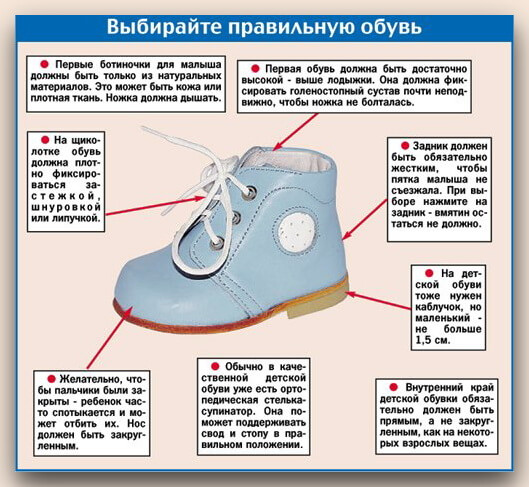 Выбирайте правильную обувь
● Первые ботиночки для малыша
должны быть только из натуральных
материалов. Это может быть кожа или
плотная ткань. Ножка должна дышать.
● Первая обувь должна быть достаточно
высокой - выше лодыжки. Она должна фик-
сировать голеностопный сустав почти непод-
вижно, чтобы ножка не болталась.
● На щико-
лотке обувь
должна плот-
но фиксиро-
ваться за-
стежкой,
шнуровкой
или липучкой.
● Задник должен
быть обязательно
жестким, чтобы
пятка малыша не
съезжала. При вы-
боре нажмите на
задник - вмятин ос-
таться не должно.
● На дет-
ской обуви
тоже нужен
каблучок, но
маленький -
не больше
1,5 см.
● Желательно, что-
бы пальчики были за-
крыты - ребенок час-
то спотыкается и мо-
жет отбить их. Нос
должен быть закруг-
ленным.
● Обычно в каче-
ственной детской
обуви уже есть орто-
педическая стелька-
супинатор. Она по-
может поддерживать
свод и стопу в пра-
вильном положении.
● Внутренний край
детской обувки обяза-
тельно должен быть
прямым, а не закруг-
ленным, как на некото-
рых взрослых вещах.